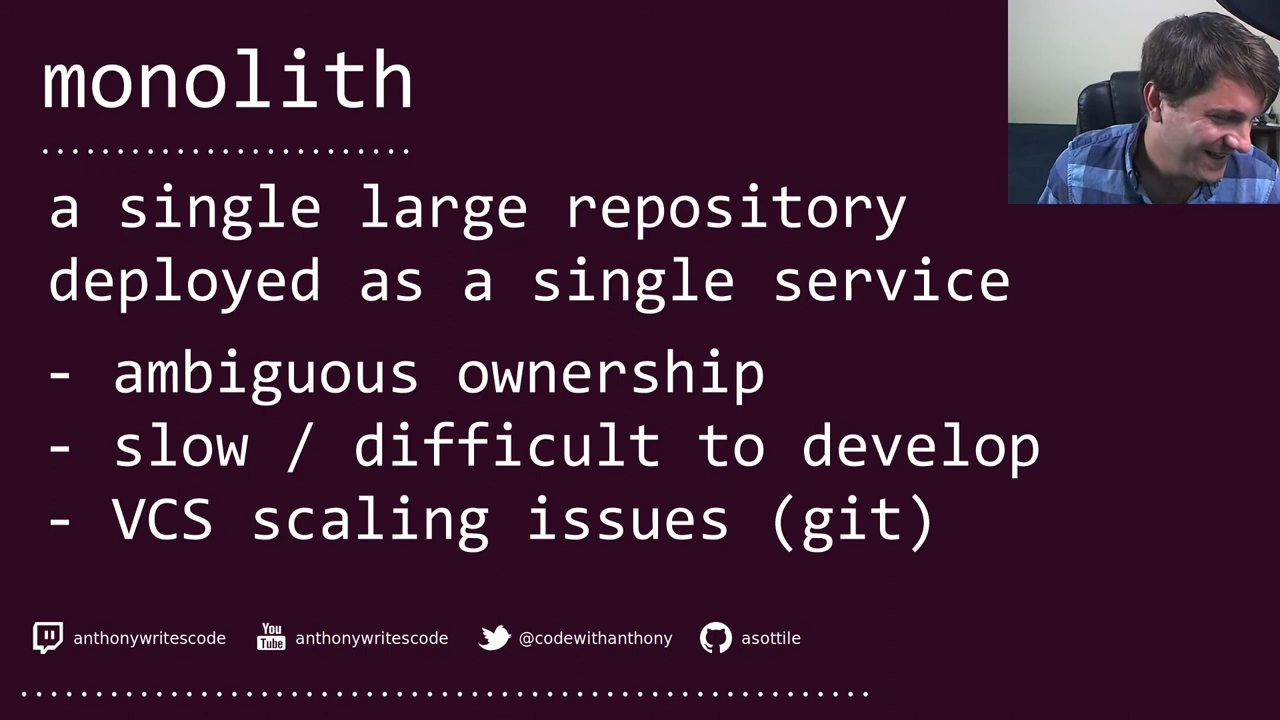 monolith
a single large repository
deployed as a single service
- ambiguous ownership
- slow / difficult to develop
- VCS scaling issues (git)
anthonywritescode You Tube anthonywritescode @codewithanthony asottile